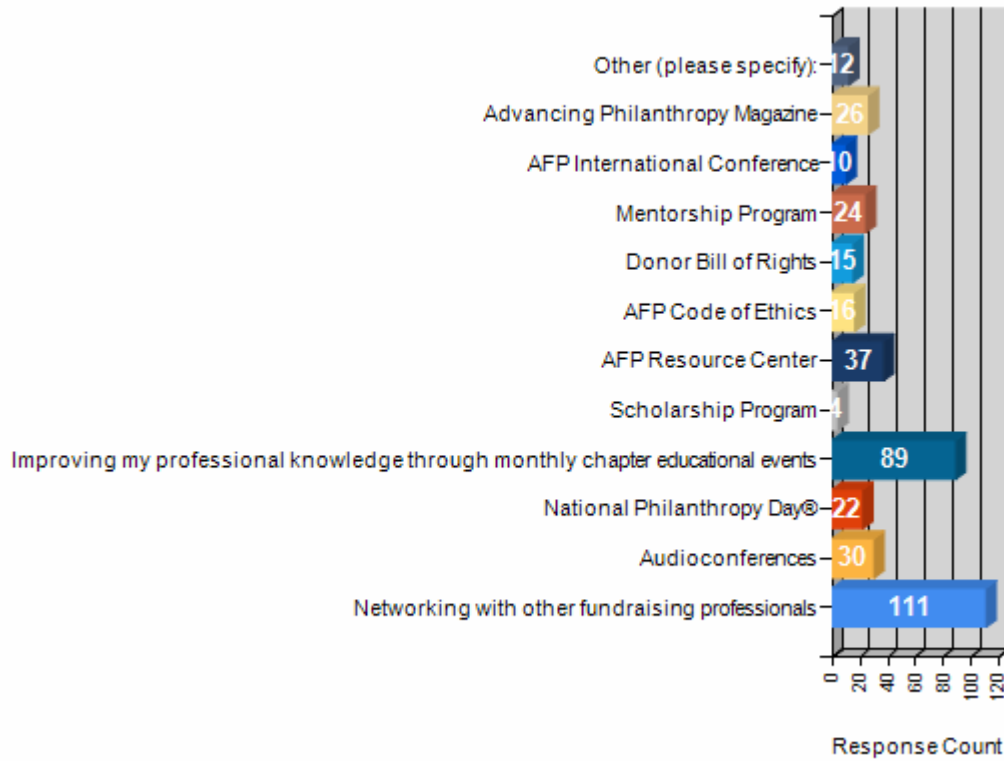 Other (please specify): 12
Advancing Philanthropy Magazine 26
AFP International Conference 10
Mentorship Program 24
Donor Bill of Rights 15
AFP Code of Ethics 16
AFP Resource Center 37
Scholarship Program 4
Improving my professional knowledge through monthly chapter educational events 89
National Philanthropy Day® 22
Audioconferences 30
Networking with other fundraising professionals 111
0 20 40 60 80 100 120
Response Count